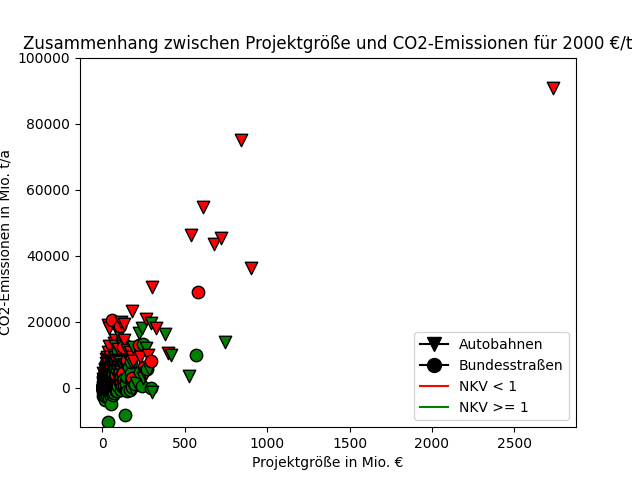 Zusammenhang zwischen Projektgröße und CO2-Emissionen für 2000 €/t
CO2-Emissionen in Mio. t/a
100000
80000
60000
40000
20000
0
0
500
1000
1500
2000
2500
Projektgröße in Mio. €
Autobahnen
Bundesstraßen
NKV < 1
NKV >= 1